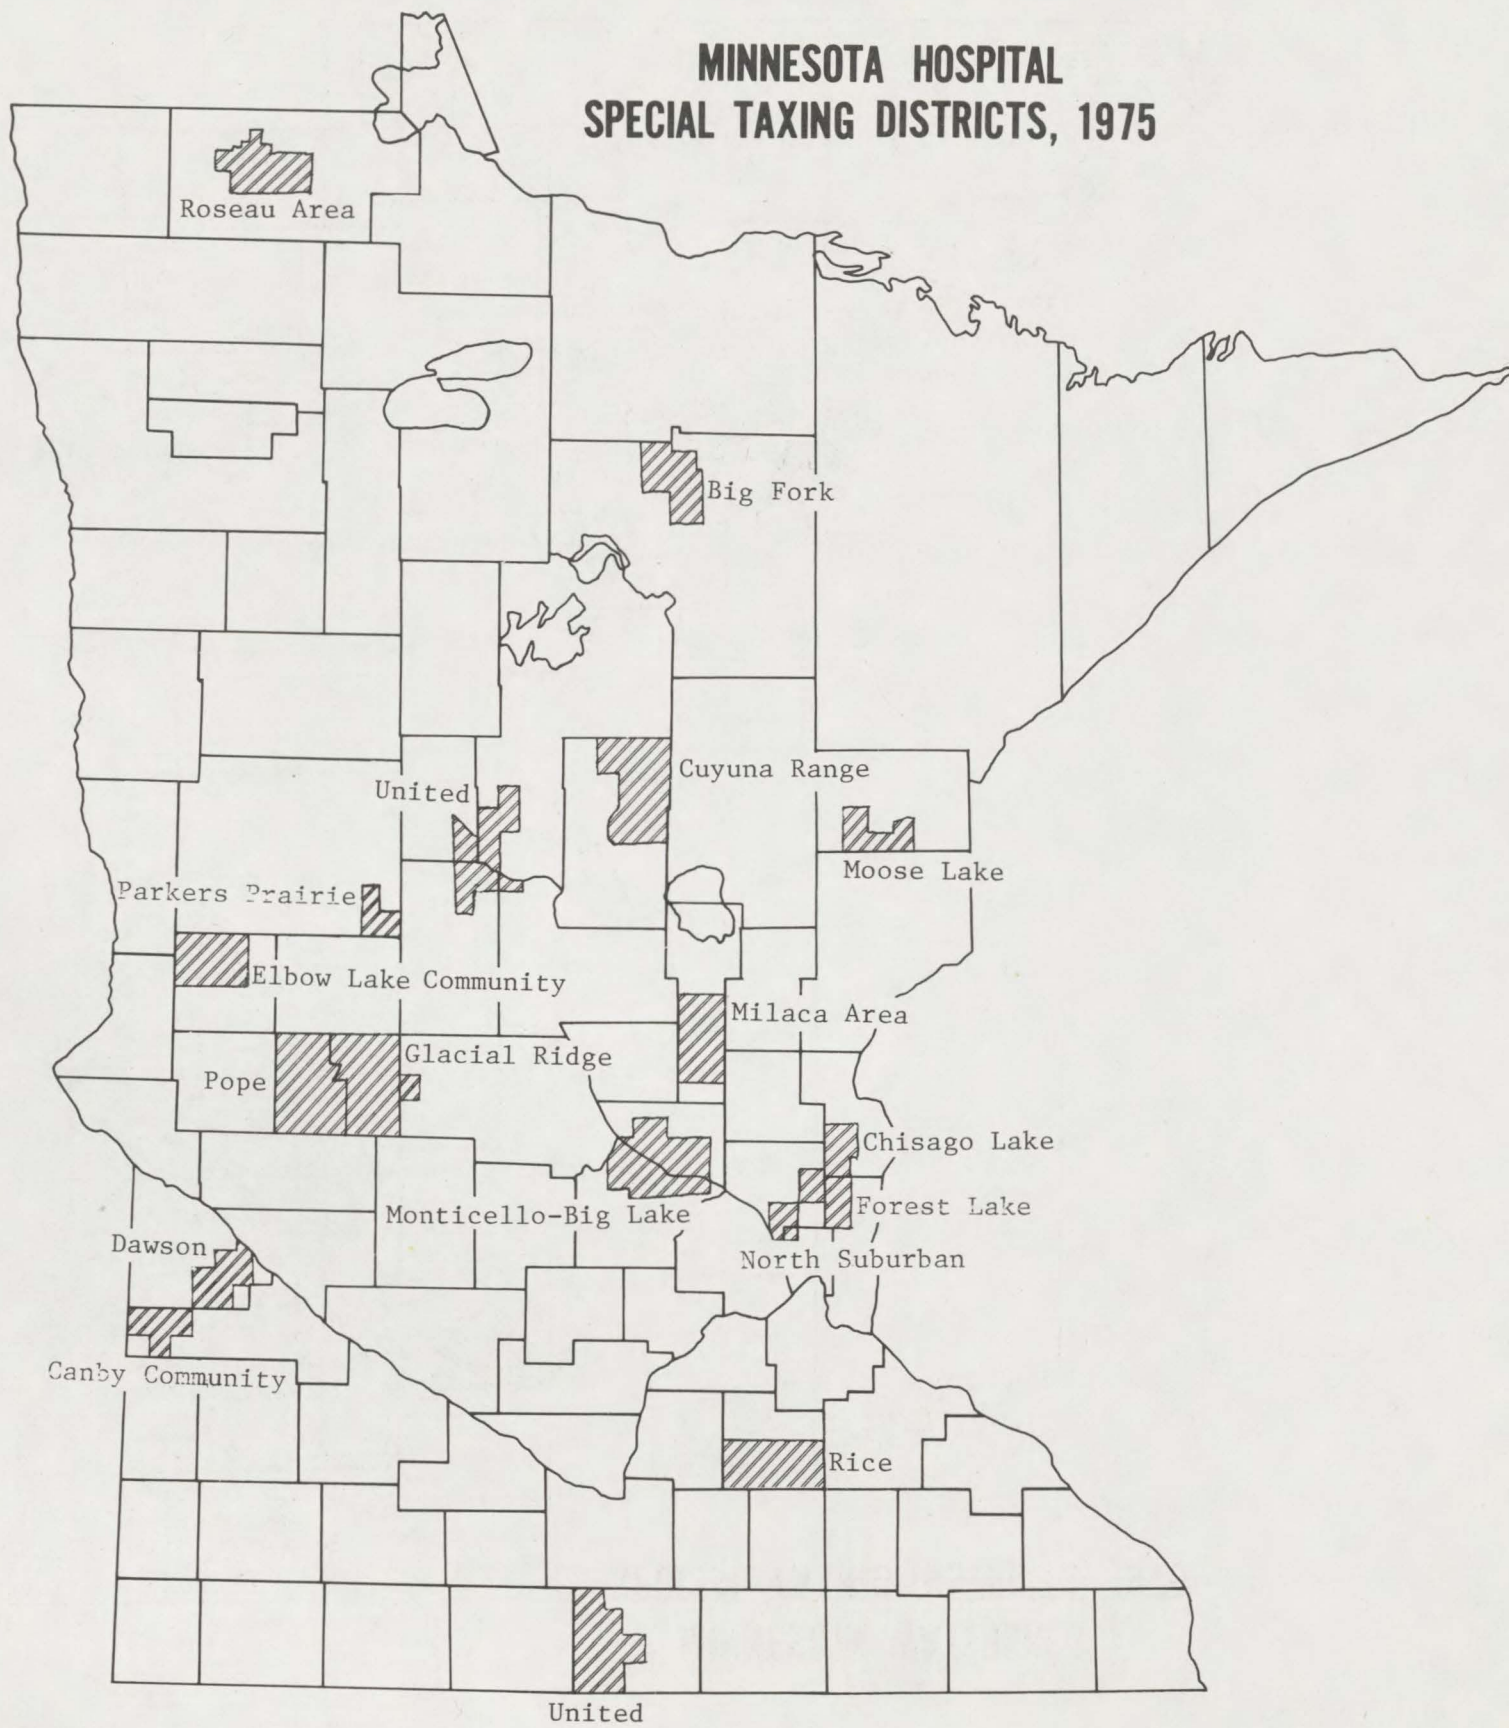 MINNESOTA HOSPITAL
SPECIAL TAXING DISTRICTS, 1975
Roseau Area
Big Fork
Cuyuna Range
United
Moose Lake
Parkers Prairie
Elbow Lake Community
Milaca Area
Glacial Ridge
Pope
Chisago Lake
Forest Lake
Monticello-Big Lake
Dawson
North Suburban
Canby Community
Rice
United